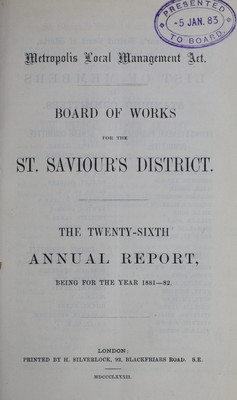 PRESENTED
-5 JAN. 83
TO BOARD.
Metropolis Local Management Act.
BOARD OF WORKS
FOR THE
ST. SAVIOUR'S DISTRICT.
THE TWENTY-SIXTH
ANNUAL REPORT,
BEING FOR THE YEAR 1881—82.
LONDON:
PRINTED BY H. SILVERLOCK, 92, BLACKFRIARS ROAD. S.E.
MDCCCLXXXII.